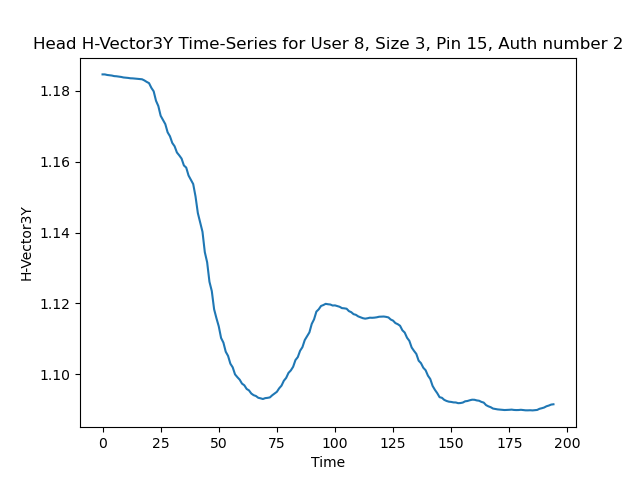 Head H-Vector3Y Time-Series for User 8, Size 3, Pin 15, Auth number 2
H-Vector3Y
1.18
1.16
1.14
1.12
1.10
0 25 50 75 100 125 150 175 200
Time